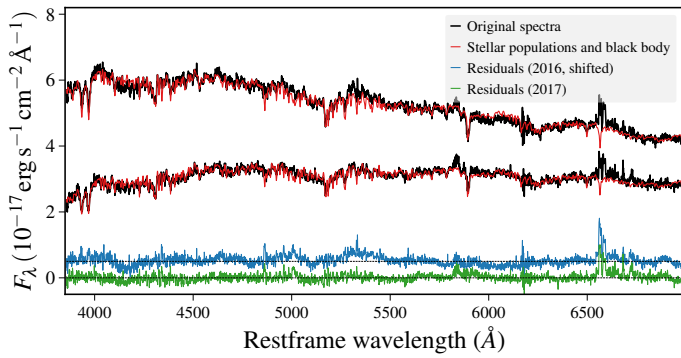 Original spectra
Stellar populations and black body
Residuals (2016, shifted)
Residuals (2017)
8
6
4
2
0
F_λ (10⁻¹⁷ erg s⁻¹ cm⁻² Å⁻¹)
4000 4500 5000 5500 6000 6500
Restframe wavelength (Å)